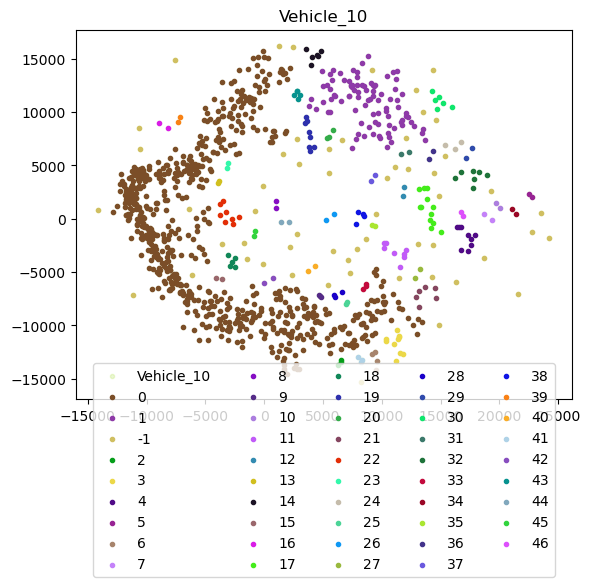 Vehicle_10
15000
10000
5000
0
−5000
−10000
−15000
−15000 −10000 −5000 0 5000 10000 15000 20000 25000
Vehicle_10 8 18 28 38
0 9 19 29 39
1 10 20 30 40
-1 11 21 31 41
2 12 22 32 42
3 13 23 33 43
4 14 24 34 44
5 15 25 35 45
6 16 26 36 46
7 17 27 37